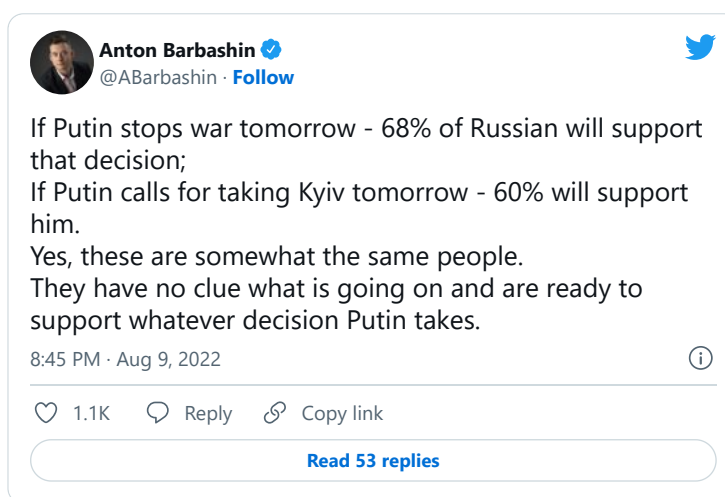 Anton Barbashin
@ABarbashin · Follow
If Putin stops war tomorrow - 68% of Russian will support
that decision;
If Putin calls for taking Kyiv tomorrow - 60% will support
him.
Yes, these are somewhat the same people.
They have no clue what is going on and are ready to
support whatever decision Putin takes.
8:45 PM · Aug 9, 2022
1.1K Reply Copy link
Read 53 replies